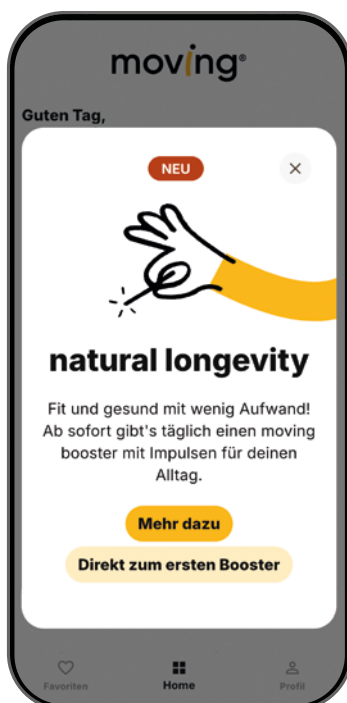 moving®
Guten Tag,
NEU
natural longevity
Fit und gesund mit wenig Aufwand!
Ab sofort gibt's täglich einen moving
booster mit Impulsen für deinen
Alltag.
Mehr dazu
Direkt zum ersten Booster
Favoriten Home Profil